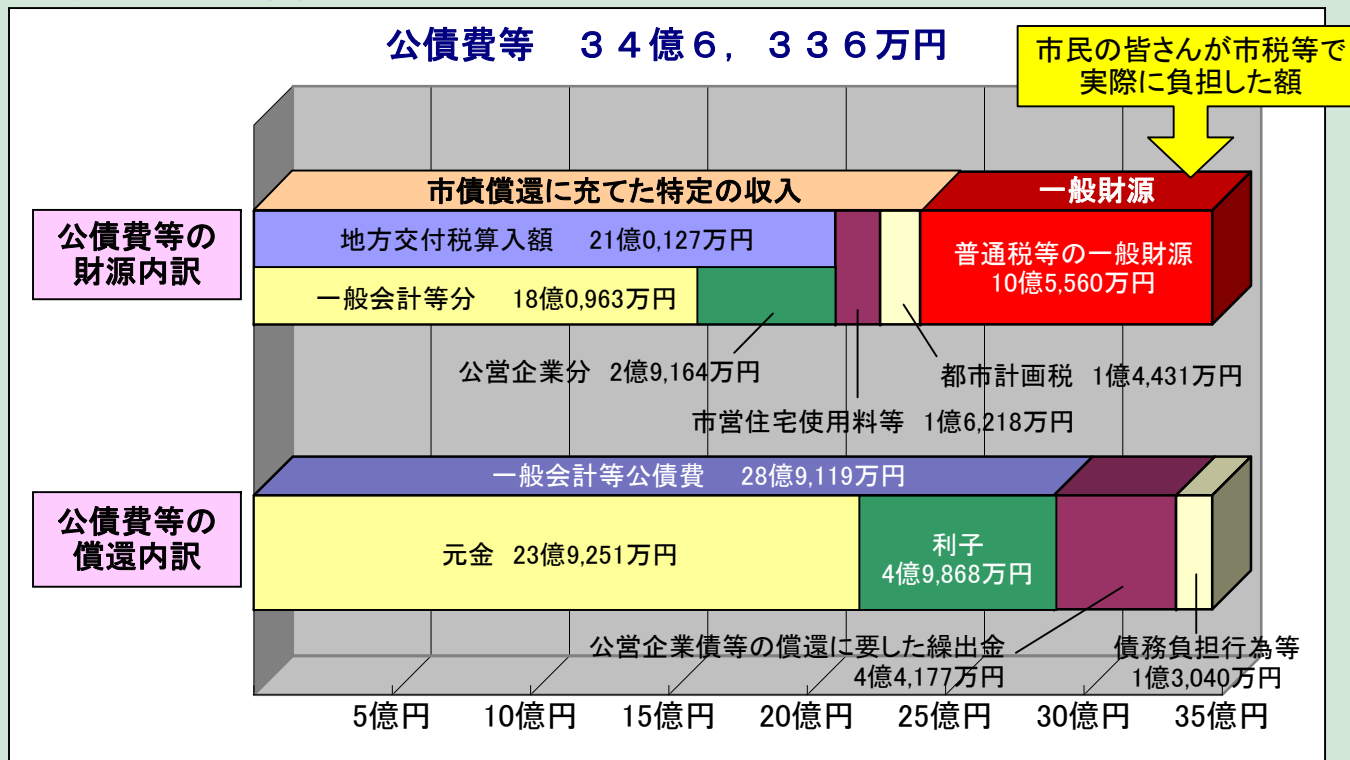 公債費等　３４億６，３３６万円
市民の皆さんが市税等で
実際に負担した額
市債償還に充てた特定の収入
一般財源
公債費等の
財源内訳
地方交付税算入額　21億0,127万円
一般会計等分　18億0,963万円
普通税等の一般財源
10億5,560万円
公営企業分 2億9,164万円
都市計画税 1億4,431万円
市営住宅使用料等 1億6,218万円
一般会計等公債費　28億9,119万円
公債費等の
償還内訳
元金 23億9,251万円
利子
4億9,868万円
公営企業債等の償還に要した繰出金
4億4,177万円
債務負担行為等
1億3,040万円
5億円
10億円
15億円
20億円
25億円
30億円
35億円